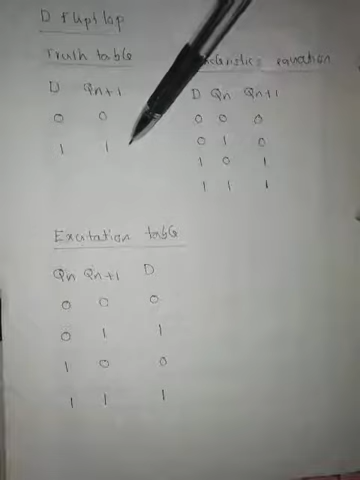 D flipflop
Truth table
D Qn+1
0 0
1 1
equation
D Qn Qn+1
0 0 0
0 1 0
1 0 1
1 1 1
Excitation table
Qn Qn+1 D
0 0 0
0 1 1
1 0 0
1 1 1